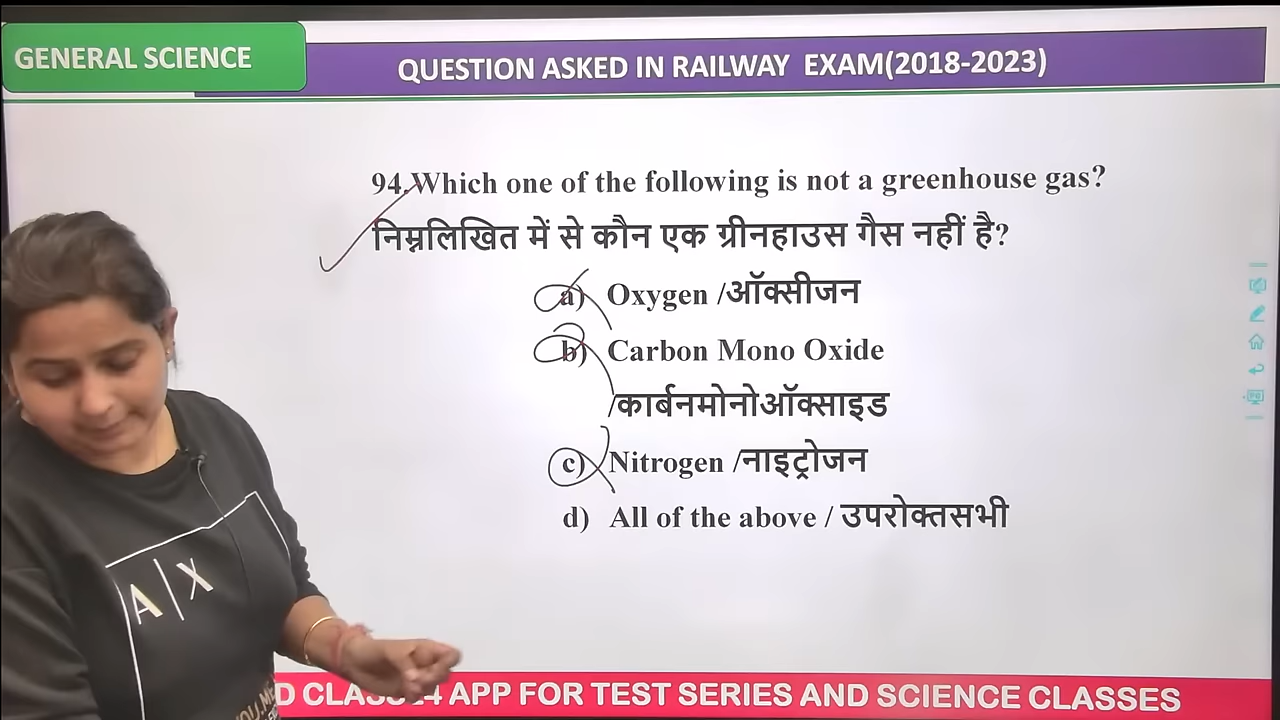 GENERAL SCIENCE
QUESTION ASKED IN RAILWAY EXAM(2018-2023)
94.Which one of the following is not a greenhouse gas?
निम्नलिखित में से कौन एक ग्रीनहाउस गैस नहीं है?
a) Oxygen /ऑक्सीजन
b) Carbon Mono Oxide
/कार्बनमोनोऑक्साइड
c) Nitrogen /नाइट्रोजन
d) All of the above / उपरोक्तसभी
A|X
D CLASS24 APP FOR TEST SERIES AND SCIENCE CLASSES